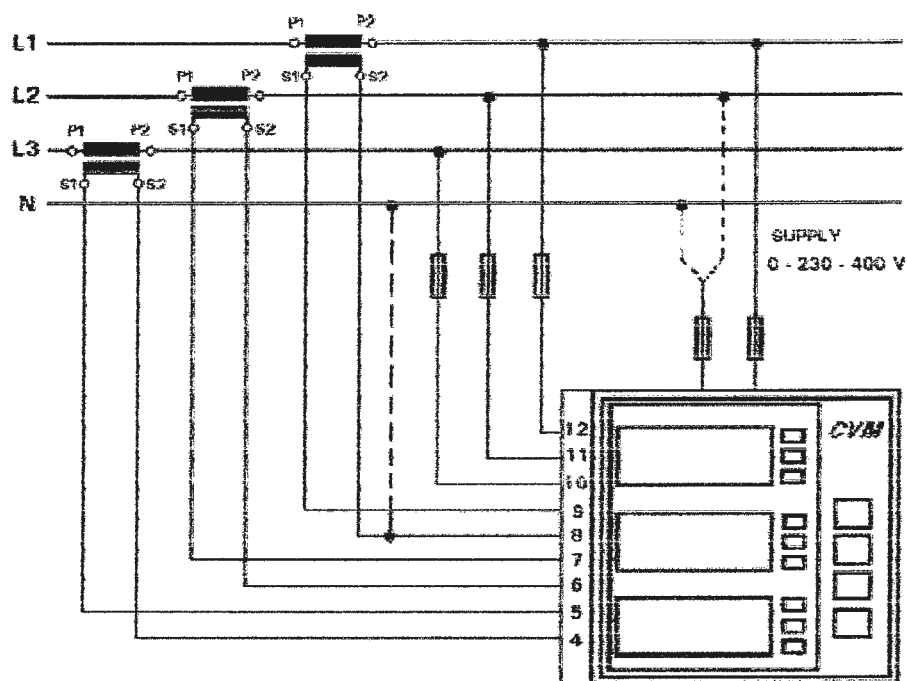 P1 P2
L1
S1 S2
P1 P2
L2
S1 S2
P1 P2
L3
S1 S2
N
SUPPLY
0 - 230 - 400 V
CVM
12
11
10
9
8
7
6
5
4